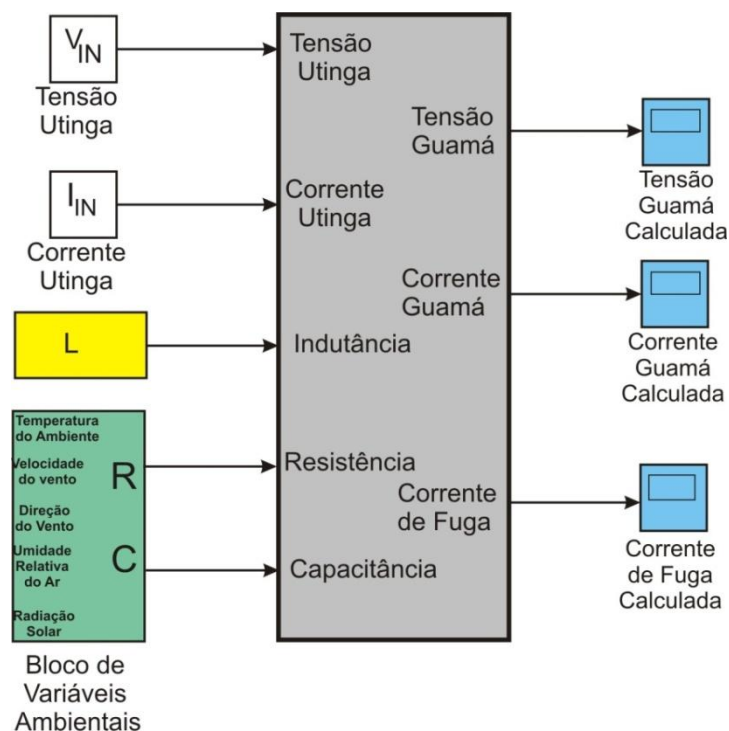 VIN
Tensão
Utinga
IIN
Corrente
Utinga
L
Temperatura
do Ambiente
Velocidade
do vento
Direção
do Vento
Umidade
Relativa
do Ar
Radiação
Solar
R
C
Bloco de
Variáveis
Ambientais
Tensão
Utinga
Corrente
Utinga
Indutância
Resistência
Capacitância
Tensão
Guamá
Corrente
Guamá
Corrente
de Fuga
Tensão
Guamá
Calculada
Corrente
Guamá
Calculada
Corrente
de Fuga
Calculada